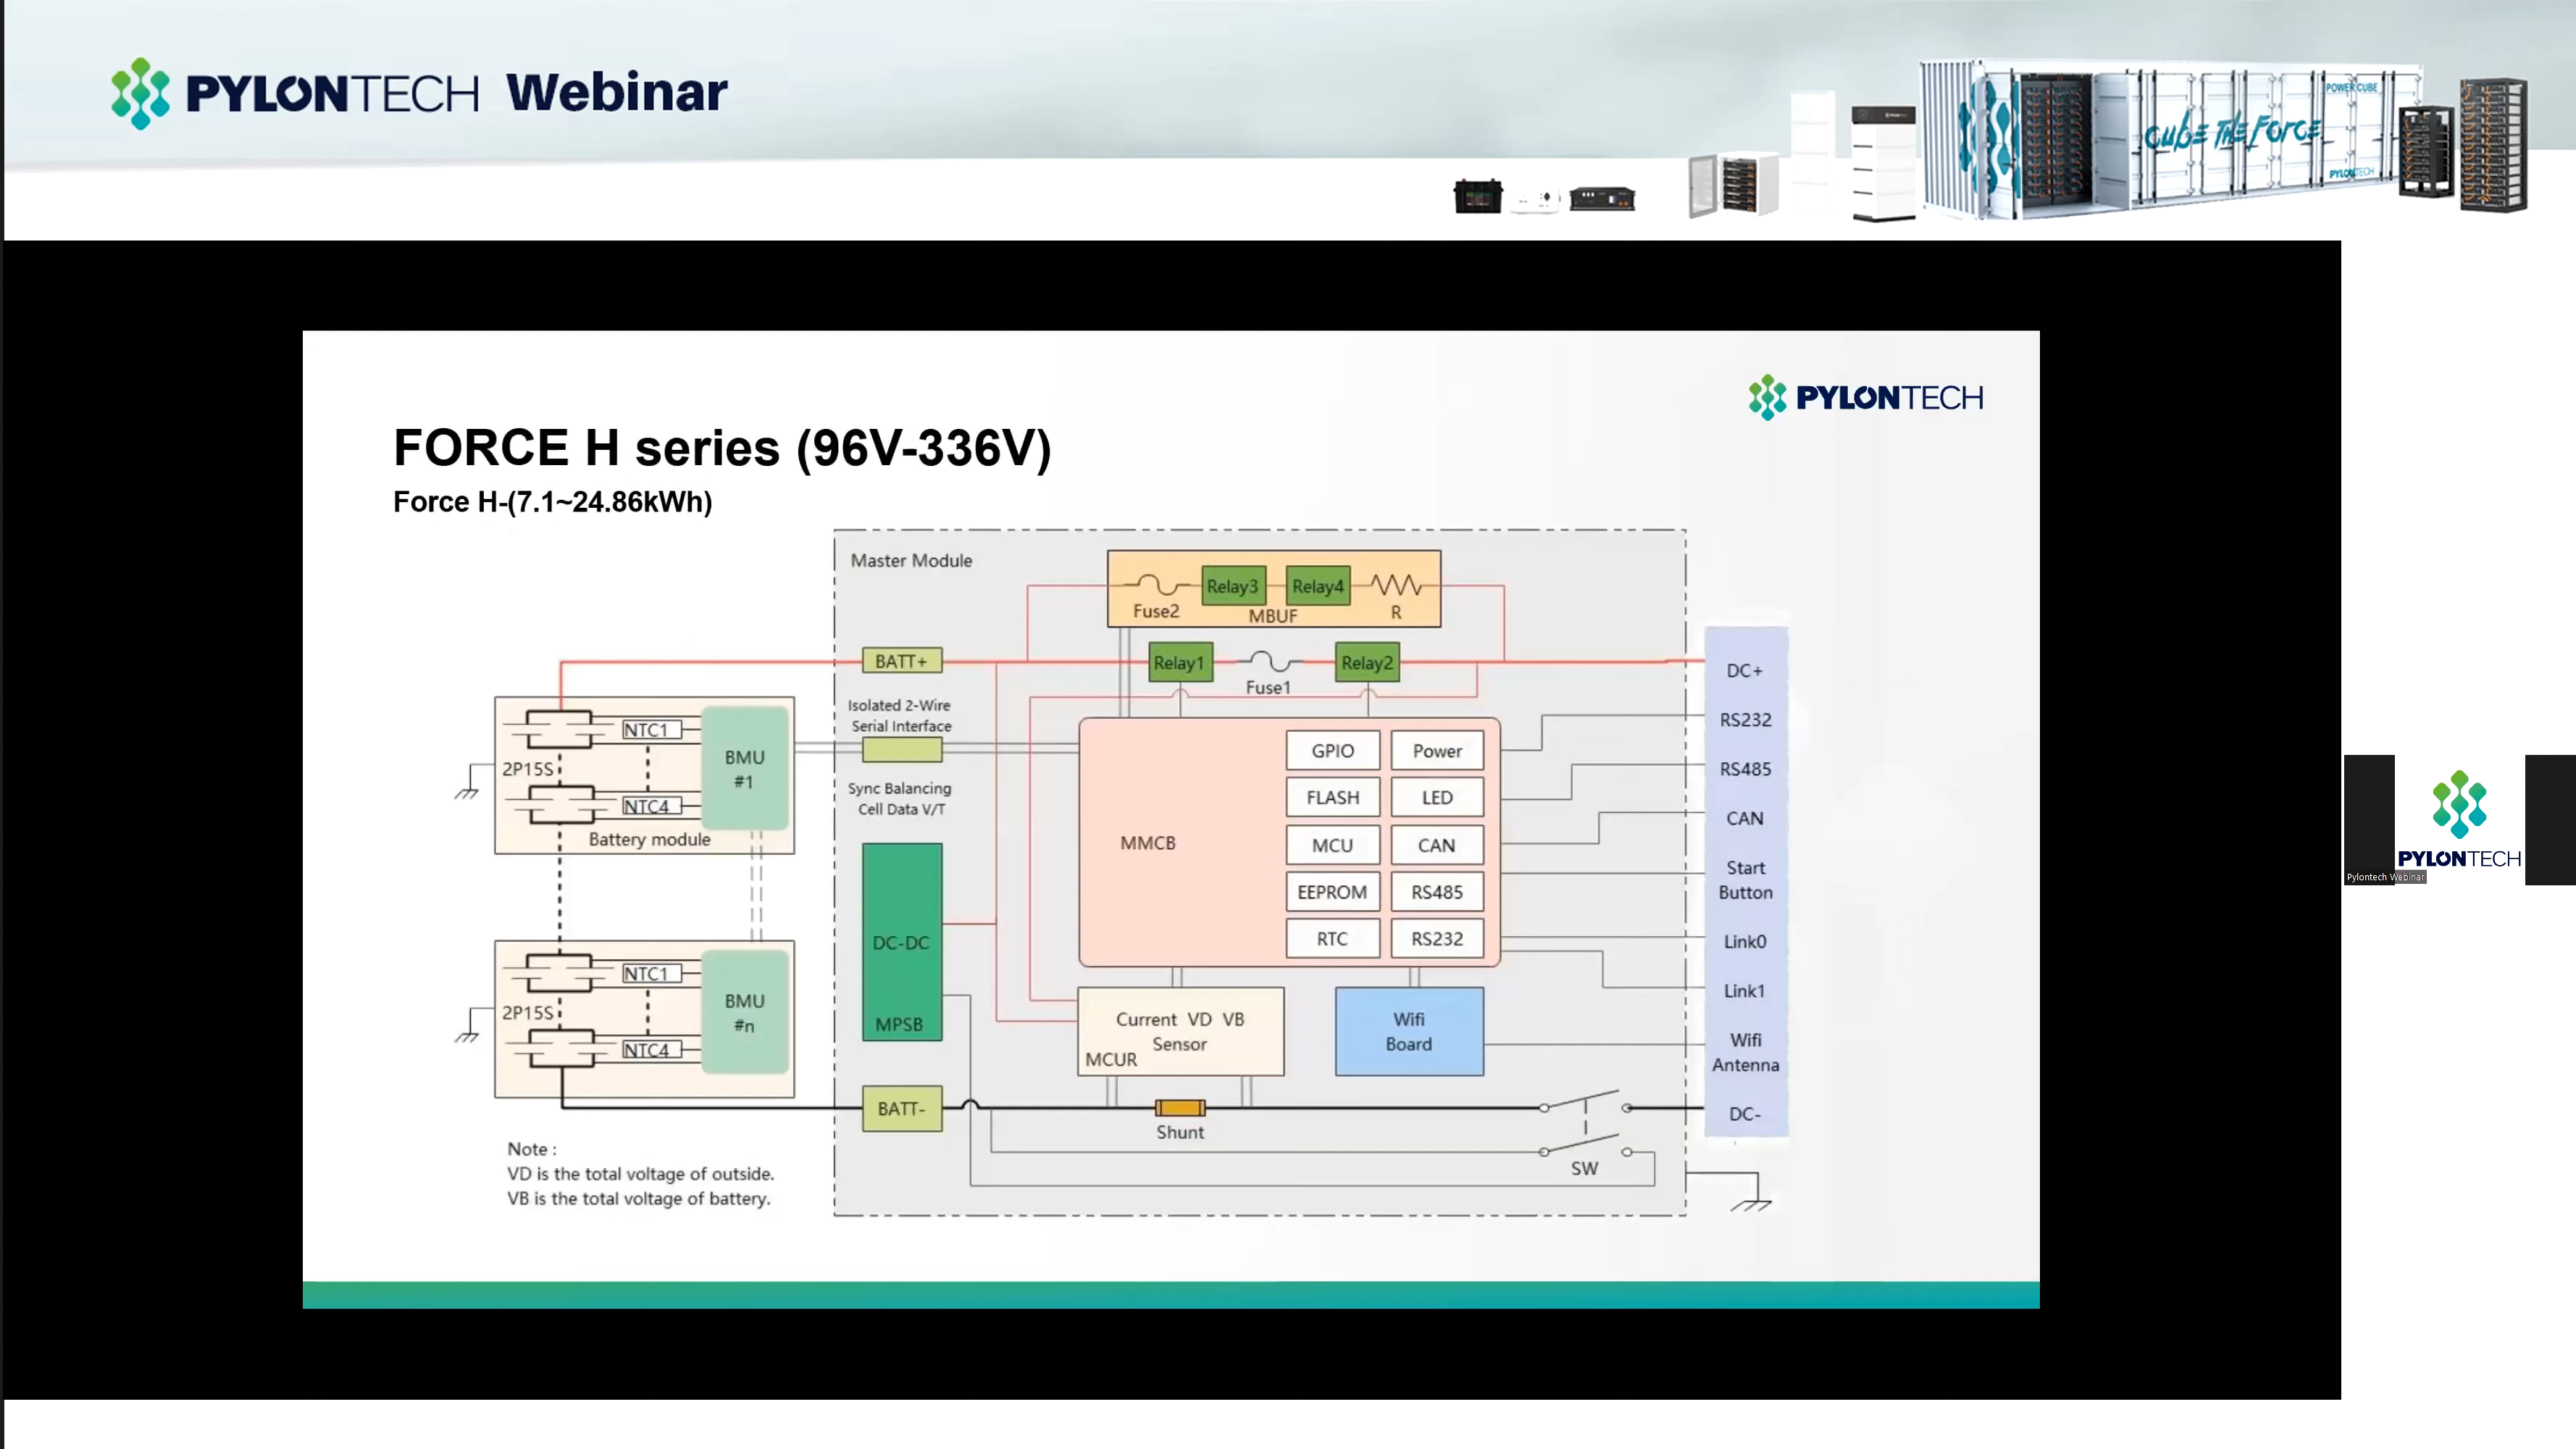 PYLONTECH Webinar
POWER CUBE
Cube The Force
PYLONTECH
PYLONTECH
FORCE H series (96V-336V)
Force H-(7.1~24.86kWh)
Master Module
Fuse2
Relay3
Relay4
R
MBUF
BATT+
Relay1
Fuse1
Relay2
Isolated 2-Wire
Serial Interface
Sync Balancing
Cell Data V/T
NTC1
2P15S
NTC4
BMU
#1
Battery module
NTC1
2P15S
NTC4
BMU
#n
DC-DC
MPSB
MMCB
GPIO
Power
FLASH
LED
MCU
CAN
EEPROM
RS485
RTC
RS232
Current VD VB
Sensor
MCUR
Wifi
Board
BATT-
Shunt
SW
DC+
RS232
RS485
CAN
Start
Button
Link0
Link1
Wifi
Antenna
DC-
Note :
VD is the total voltage of outside.
VB is the total voltage of battery.
PYLONTECH
Pylontech Webinar